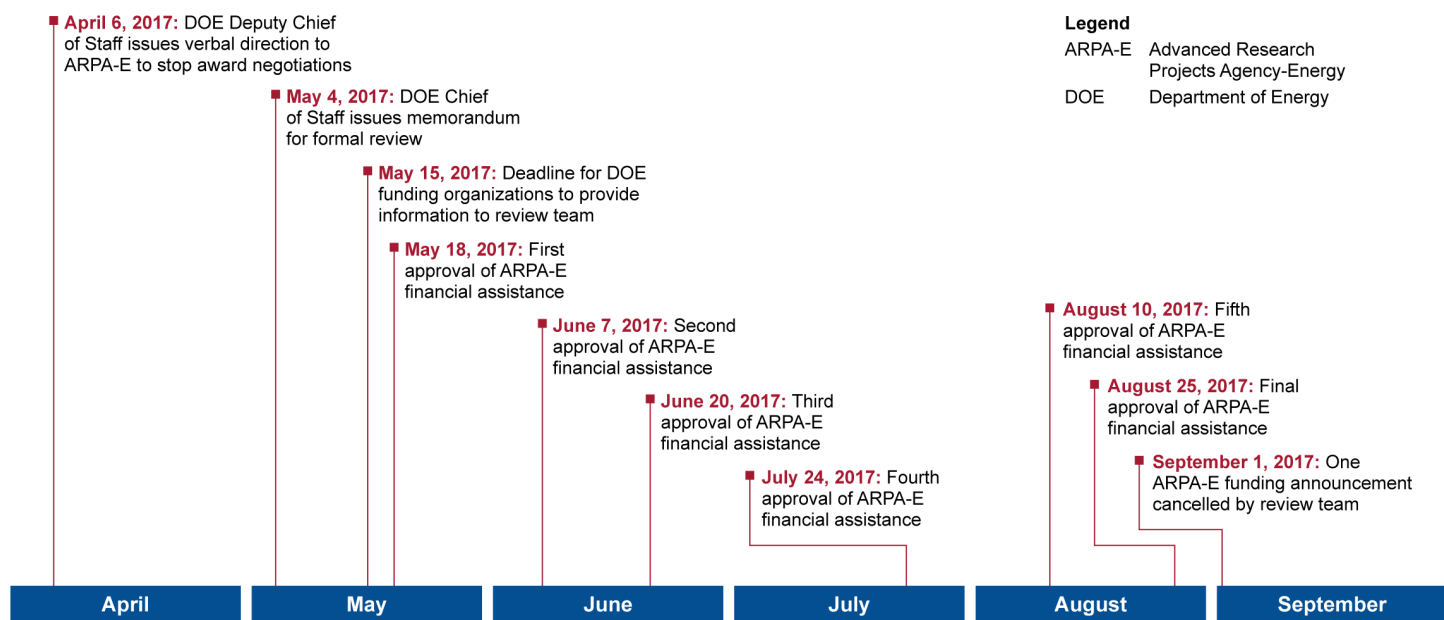 April 6, 2017: DOE Deputy Chief
of Staff issues verbal direction to
ARPA-E to stop award negotiations
May 4, 2017: DOE Chief
of Staff issues memorandum
for formal review
May 15, 2017: Deadline for DOE
funding organizations to provide
information to review team
May 18, 2017: First
approval of ARPA-E
financial assistance
June 7, 2017: Second
approval of ARPA-E
financial assistance
June 20, 2017: Third
approval of ARPA-E
financial assistance
July 24, 2017: Fourth
approval of ARPA-E
financial assistance
August 10, 2017: Fifth
approval of ARPA-E
financial assistance
August 25, 2017: Final
approval of ARPA-E
financial assistance
September 1, 2017: One
ARPA-E funding announcement
cancelled by review team
Legend
ARPA-E Advanced Research
Projects Agency-Energy
DOE Department of Energy
April May June July August September